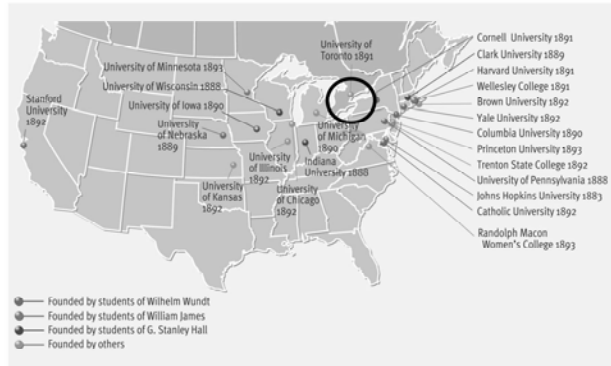 University of
Toronto 1891
University of Minnesota 1893
University of Wisconsin 1888
University of Iowa 1890
Stanford
University
1892
University
of Nebraska
1889
University
of Kansas
1892
University
of Illinois
1892
University
of Chicago
1892
University
of Michigan
1890
Indiana
University 1888
Cornell University 1891
Clark University 1889
Harvard University 1891
Wellesley College 1891
Brown University 1892
Yale University 1892
Columbia University 1890
Princeton University 1893
Trenton State College 1892
University of Pennsylvania 1888
Johns Hopkins University 1883
Catholic University 1892
Randolph Macon
Women's College 1893
Founded by students of Wilhelm Wundt
Founded by students of William James
Founded by students of G. Stanley Hall
Founded by others